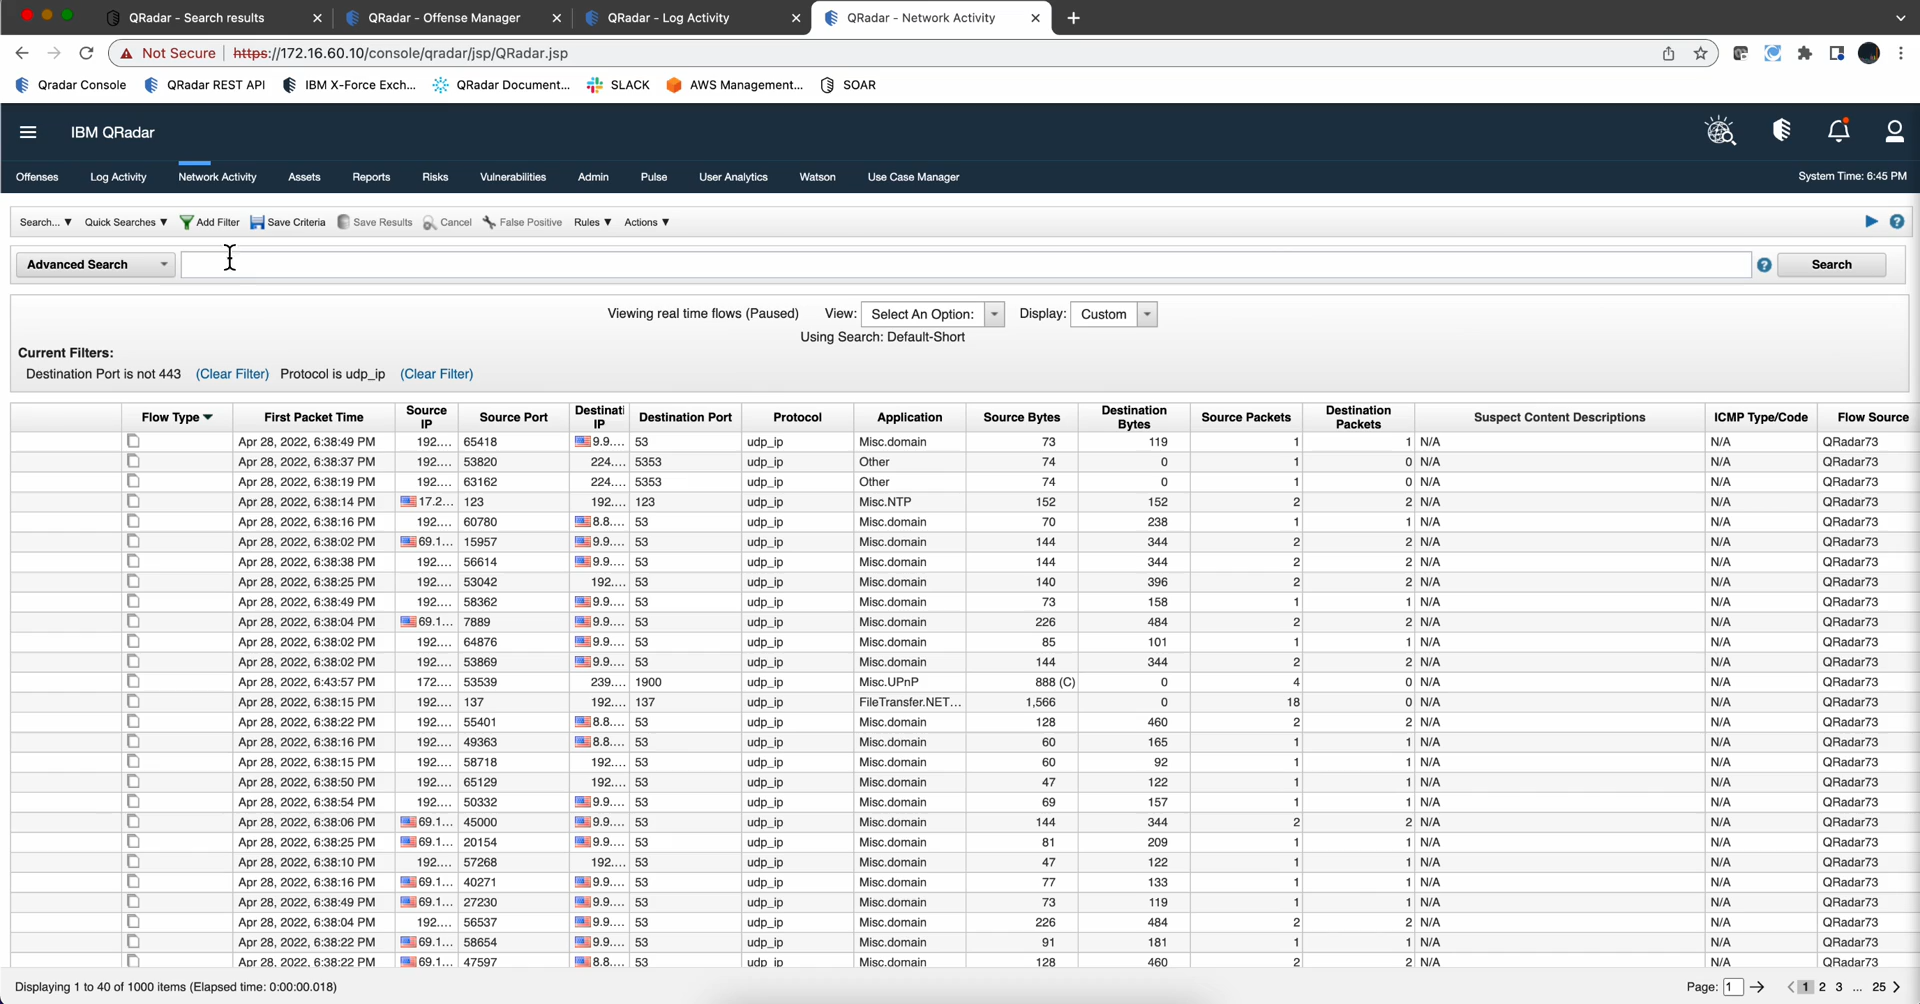 QRadar - Search results
QRadar - Offense Manager
QRadar - Log Activity
QRadar - Network Activity
Not Secure https://172.16.60.10/console/qradar/jsp/QRadar.jsp
Qradar Console QRadar REST API IBM X-Force Exch... QRadar Document... SLACK AWS Management... SOAR
IBM QRadar
Offenses Log Activity Network Activity Assets Reports Risks Vulnerabilities Admin Pulse User Analytics Watson Use Case Manager System Time: 6:45 PM
Search... Quick Searches Add Filter Save Criteria Save Results Cancel False Positive Rules Actions
Advanced Search Search
Viewing real time flows (Paused) View: Select An Option: Display: Custom
Using Search: Default-Short
Current Filters:
Destination Port is not 443 (Clear Filter) Protocol is udp_ip (Clear Filter)
Flow Type First Packet Time Source IP Source Port Destinati IP Destination Port Protocol Application Source Bytes Destination Bytes Source Packets Destination Packets Suspect Content Descriptions ICMP Type/Code Flow Source
Apr 28, 2022, 6:38:49 PM 192.... 65418 9.9.... 53 udp_ip Misc.domain 73 119 1 1 N/A N/A QRadar73
Apr 28, 2022, 6:38:37 PM 192.... 53820 224.... 5353 udp_ip Other 74 0 1 0 N/A N/A QRadar73
Apr 28, 2022, 6:38:19 PM 192.... 63162 224.... 5353 udp_ip Other 74 0 1 0 N/A N/A QRadar73
Apr 28, 2022, 6:38:14 PM 17.2... 123 192.... 123 udp_ip Misc.NTP 152 152 2 2 N/A N/A QRadar73
Apr 28, 2022, 6:38:16 PM 192.... 60780 8.8.... 53 udp_ip Misc.domain 70 238 1 1 N/A N/A QRadar73
Apr 28, 2022, 6:38:02 PM 69.1... 15957 9.9.... 53 udp_ip Misc.domain 144 344 2 2 N/A N/A QRadar73
Apr 28, 2022, 6:38:38 PM 192.... 56614 9.9.... 53 udp_ip Misc.domain 144 344 2 2 N/A N/A QRadar73
Apr 28, 2022, 6:38:25 PM 192.... 53042 192.... 53 udp_ip Misc.domain 140 396 2 2 N/A N/A QRadar73
Apr 28, 2022, 6:38:49 PM 192.... 58362 9.9.... 53 udp_ip Misc.domain 73 158 1 1 N/A N/A QRadar73
Apr 28, 2022, 6:38:04 PM 69.1... 7889 9.9.... 53 udp_ip Misc.domain 226 484 2 2 N/A N/A QRadar73
Apr 28, 2022, 6:38:02 PM 192.... 64876 9.9.... 53 udp_ip Misc.domain 85 101 1 1 N/A N/A QRadar73
Apr 28, 2022, 6:38:02 PM 192.... 53869 9.9.... 53 udp_ip Misc.domain 144 344 2 2 N/A N/A QRadar73
Apr 28, 2022, 6:43:57 PM 172.... 53539 239.... 1900 udp_ip Misc.UPnP 888 (C) 0 4 0 N/A N/A QRadar73
Apr 28, 2022, 6:38:15 PM 192.... 137 192.... 137 udp_ip FileTransfer.NET... 1,566 0 18 0 N/A N/A QRadar73
Apr 28, 2022, 6:38:22 PM 192.... 55401 8.8.... 53 udp_ip Misc.domain 128 460 2 2 N/A N/A QRadar73
Apr 28, 2022, 6:38:16 PM 192.... 49363 8.8.... 53 udp_ip Misc.domain 60 165 1 1 N/A N/A QRadar73
Apr 28, 2022, 6:38:15 PM 192.... 58718 192.... 53 udp_ip Misc.domain 60 92 1 1 N/A N/A QRadar73
Apr 28, 2022, 6:38:50 PM 192.... 65129 192.... 53 udp_ip Misc.domain 47 122 1 1 N/A N/A QRadar73
Apr 28, 2022, 6:38:54 PM 192.... 50332 9.9.... 53 udp_ip Misc.domain 69 157 1 1 N/A N/A QRadar73
Apr 28, 2022, 6:38:06 PM 69.1... 45000 9.9.... 53 udp_ip Misc.domain 144 344 2 2 N/A N/A QRadar73
Apr 28, 2022, 6:38:25 PM 69.1... 20154 9.9.... 53 udp_ip Misc.domain 81 209 1 1 N/A N/A QRadar73
Apr 28, 2022, 6:38:10 PM 192.... 57268 192.... 53 udp_ip Misc.domain 47 122 1 1 N/A N/A QRadar73
Apr 28, 2022, 6:38:16 PM 69.1... 40271 9.9.... 53 udp_ip Misc.domain 77 133 1 1 N/A N/A QRadar73
Apr 28, 2022, 6:38:49 PM 69.1... 27230 9.9.... 53 udp_ip Misc.domain 73 119 1 1 N/A N/A QRadar73
Apr 28, 2022, 6:38:04 PM 192.... 56537 9.9.... 53 udp_ip Misc.domain 226 484 2 2 N/A N/A QRadar73
Apr 28, 2022, 6:38:22 PM 69.1... 58654 9.9.... 53 udp_ip Misc.domain 91 181 1 1 N/A N/A QRadar73
Apr 28, 2022, 6:38:22 PM 69.1... 47597 8.8.... 53 udp_ip Misc.domain 128 460 2 2 N/A N/A QRadar73
Displaying 1 to 40 of 1000 items (Elapsed time: 0:00:00.018) Page: 1 1 2 3 ... 25